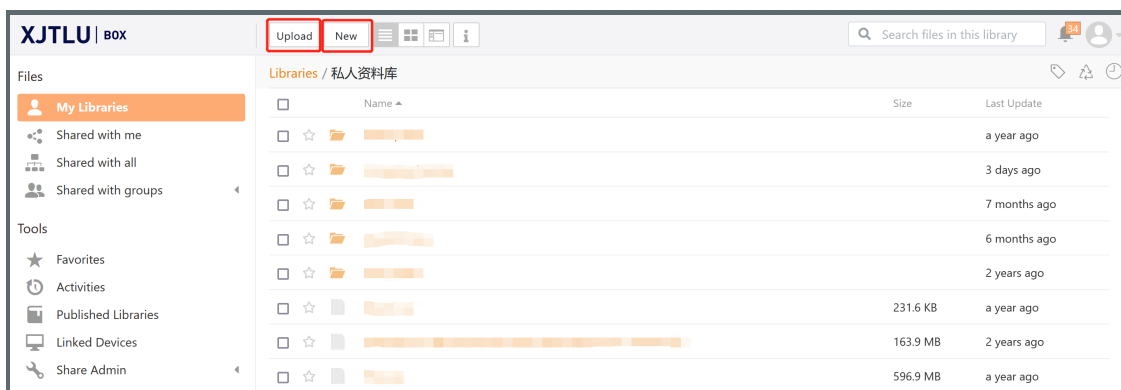 XJTLU | BOX
Upload
New
Search files in this library
34
Files
My Libraries
Shared with me
Shared with all
Shared with groups
Tools
Favorites
Activities
Published Libraries
Linked Devices
Share Admin
Libraries / 私人资料库
Name Size Last Update
a year ago
3 days ago
7 months ago
6 months ago
2 years ago
231.6 KB a year ago
163.9 MB 2 years ago
596.9 MB a year ago